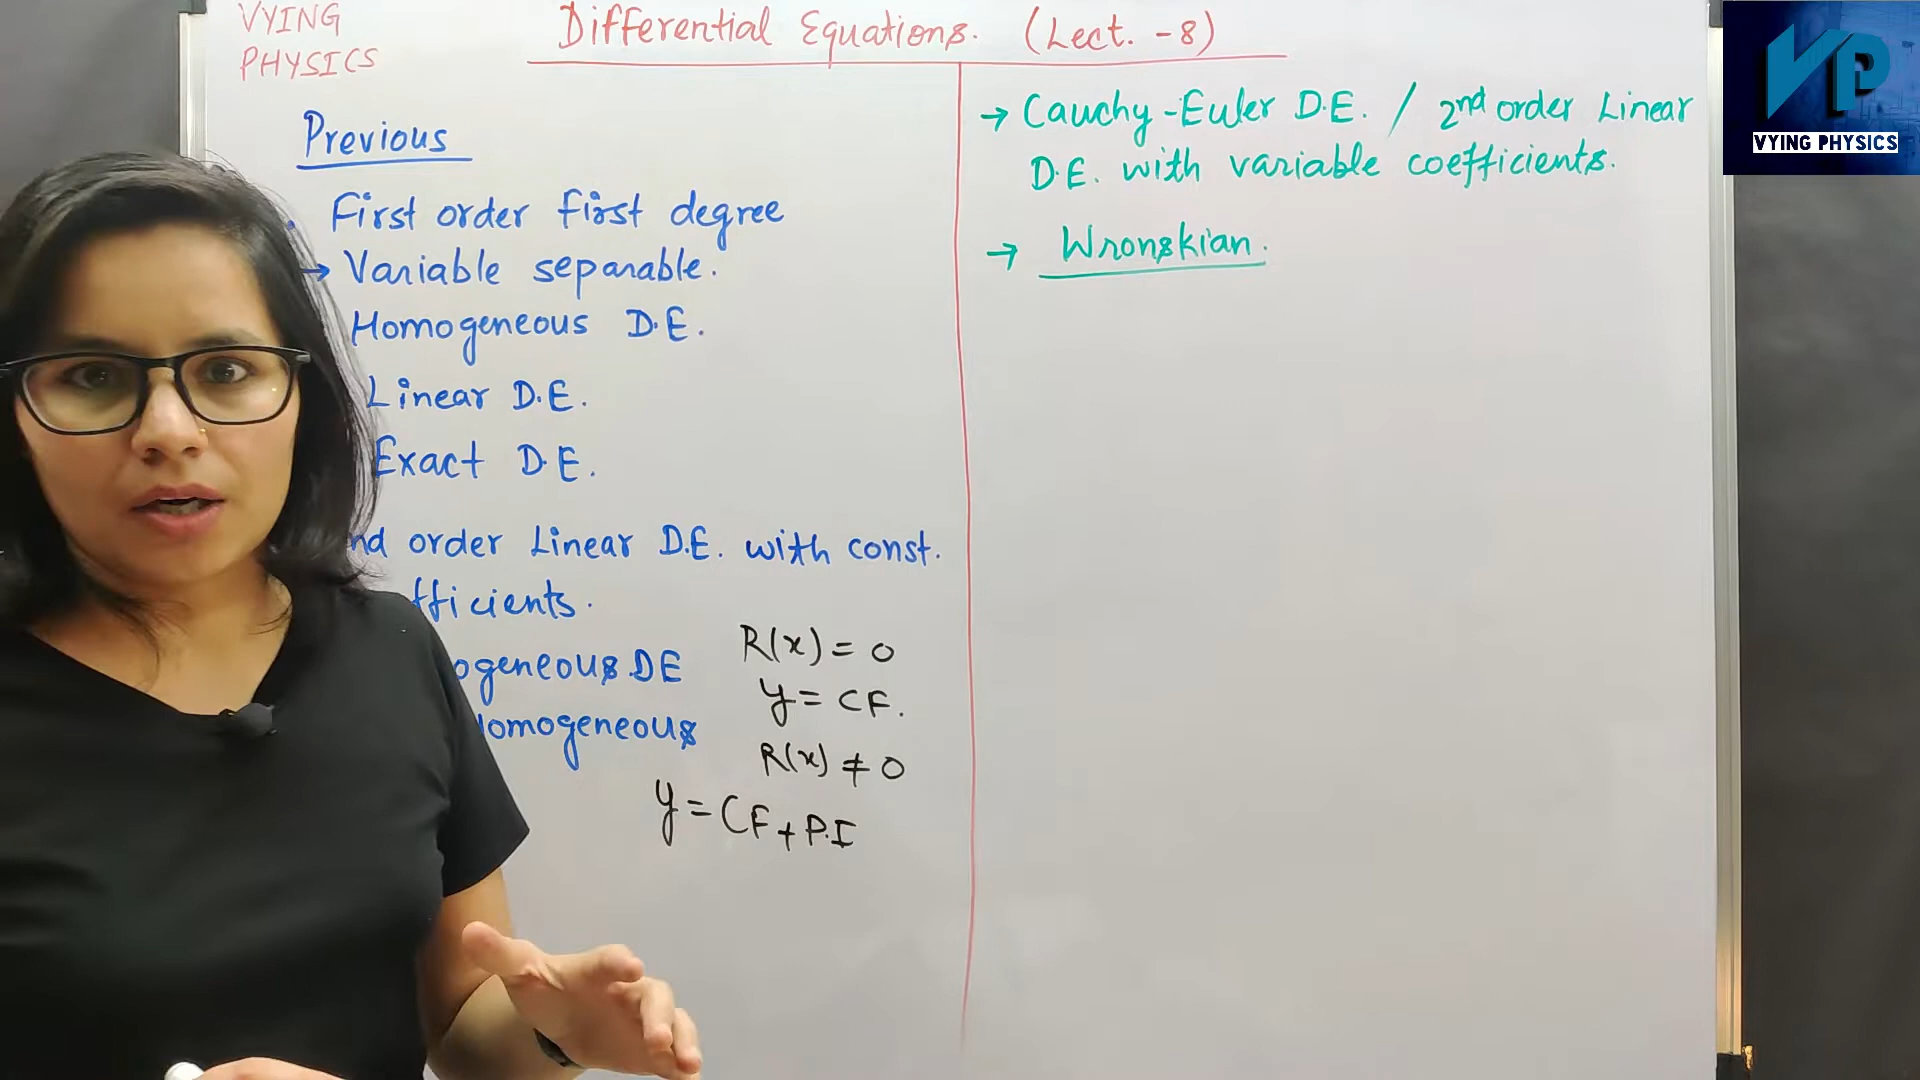 VYING
PHYSICS
Differential Equations. (Lect. -8)
Previous
First order first degree
→ Variable separable.
Homogeneous D.E.
Linear D.E.
Exact D.E.
nd order Linear D.E. with const.
fficients.
ogeneous DE
Homogeneous
R(x) = 0
y = CF.
R(x) ≠ 0
y = CF + P.I
→ Cauchy-Euler D.E. / 2nd order Linear
D.E. with variable coefficients.
→ Wronskian.
VP
VYING PHYSICS